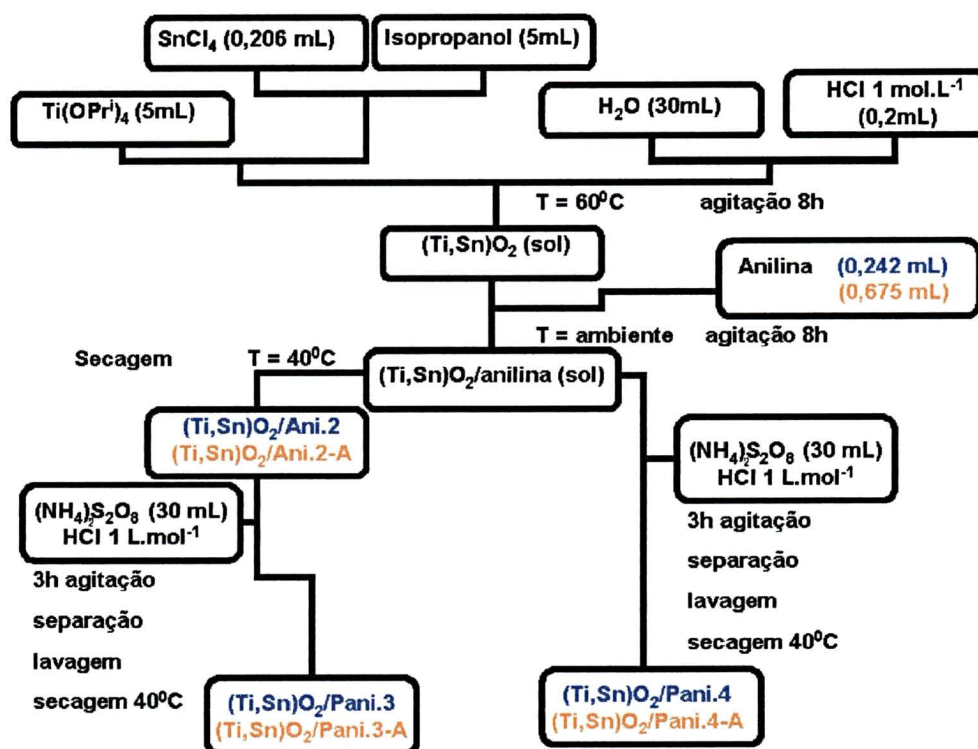 SnCl₄ (0,206 mL)
Isopropanol (5mL)
Ti(OPrⁱ)₄ (5mL)
H₂O (30mL)
HCl 1 mol.L⁻¹
(0,2mL)
T = 60⁰C
agitação 8h
(Ti,Sn)O₂ (sol)
Anilina (0,242 mL)
(0,675 mL)
T = ambiente
agitação 8h
Secagem
T = 40⁰C
(Ti,Sn)O₂/anilina (sol)
(Ti,Sn)O₂/Ani.2
(Ti,Sn)O₂/Ani.2-A
(NH₄)₂S₂O₈ (30 mL)
HCl 1 L.mol⁻¹
3h agitação
separação
lavagem
secagem 40⁰C
(NH₄)₂S₂O₈ (30 mL)
HCl 1 L.mol⁻¹
3h agitação
separação
lavagem
secagem 40⁰C
(Ti,Sn)O₂/Pani.3
(Ti,Sn)O₂/Pani.3-A
(Ti,Sn)O₂/Pani.4
(Ti,Sn)O₂/Pani.4-A